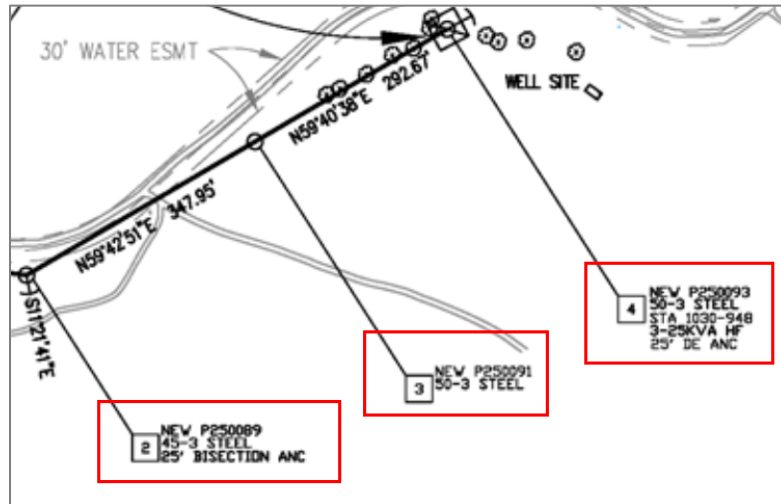 30' WATER ESMT
N59°40'38"E 292.67'
WELL SITE
N59°42'51"E 347.95'
S11°21'41"E
4
NEW P250093
50-3 STEEL
STA 1030-948
3-25KVA HF
25' DE ANC
3
NEW P250091
50-3 STEEL
2
NEW P250089
45-3 STEEL
25' BISECTION ANC